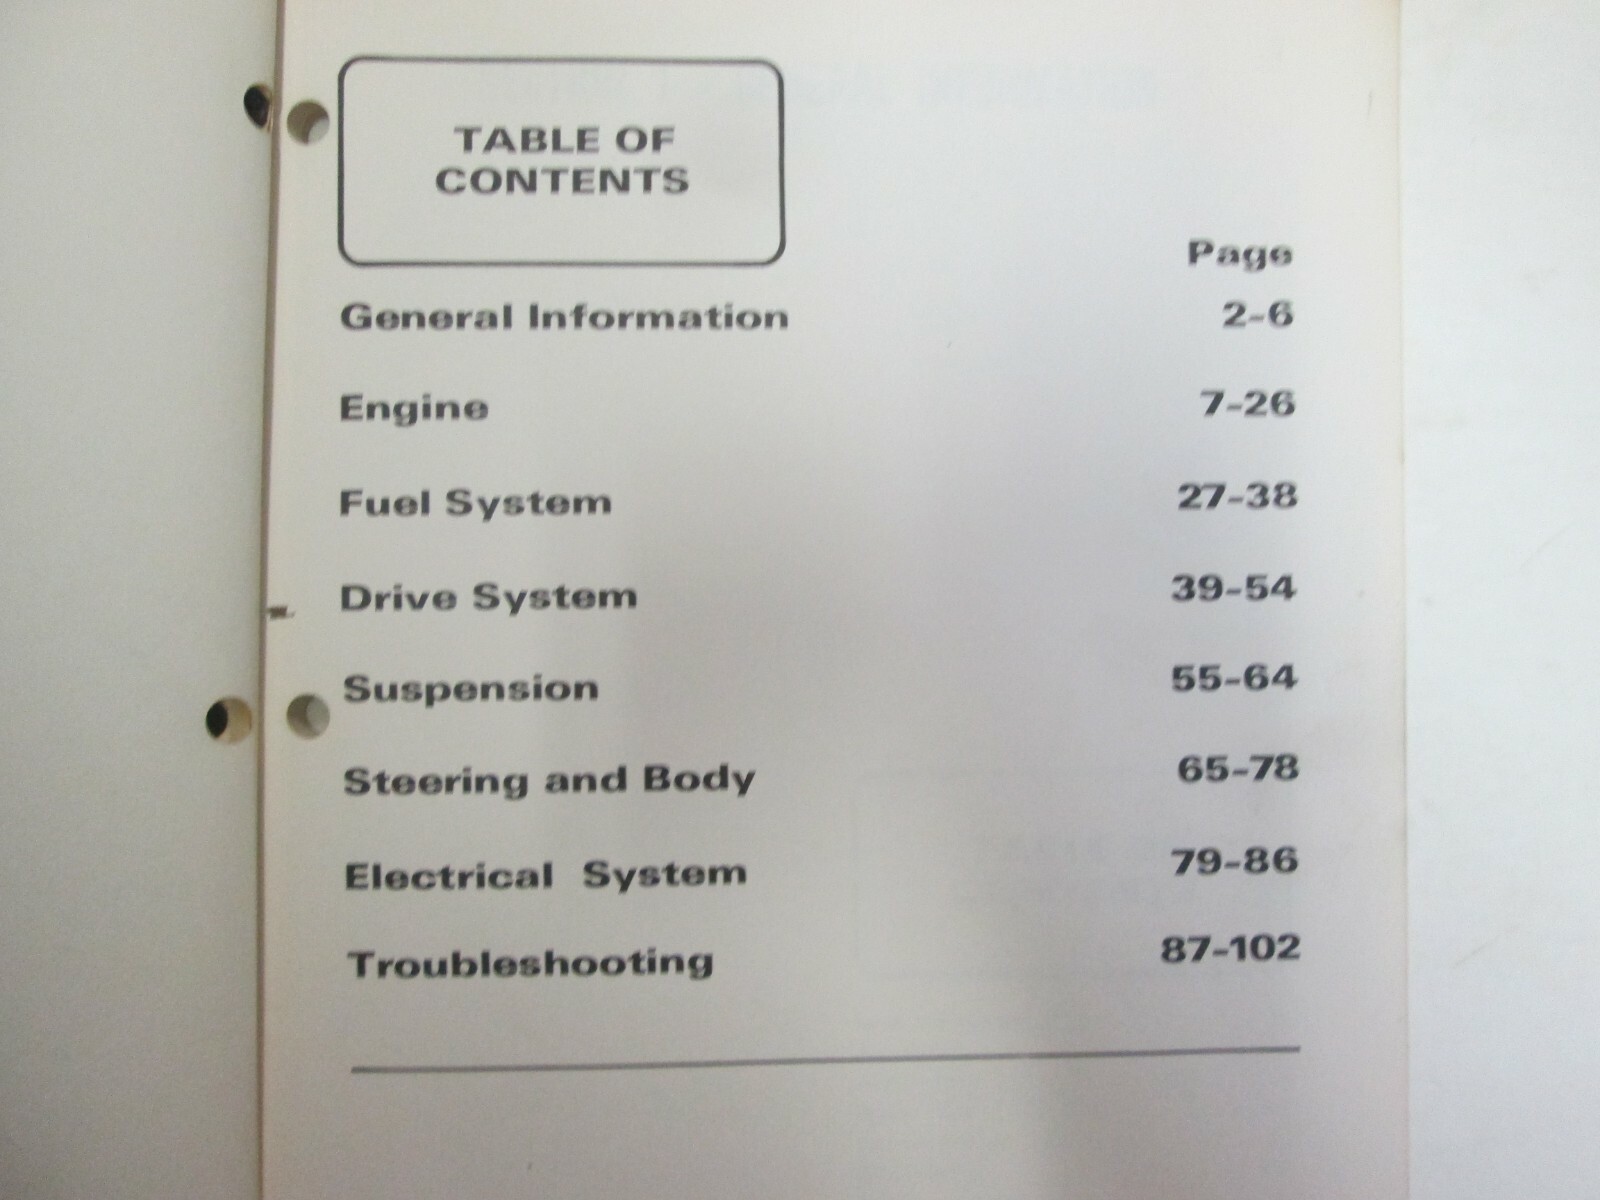 TABLE OF
CONTENTS
Page
General Information 2-6
Engine 7-26
Fuel System 27-38
Drive System 39-54
Suspension 55-64
Steering and Body 65-78
Electrical System 79-86
Troubleshooting 87-102